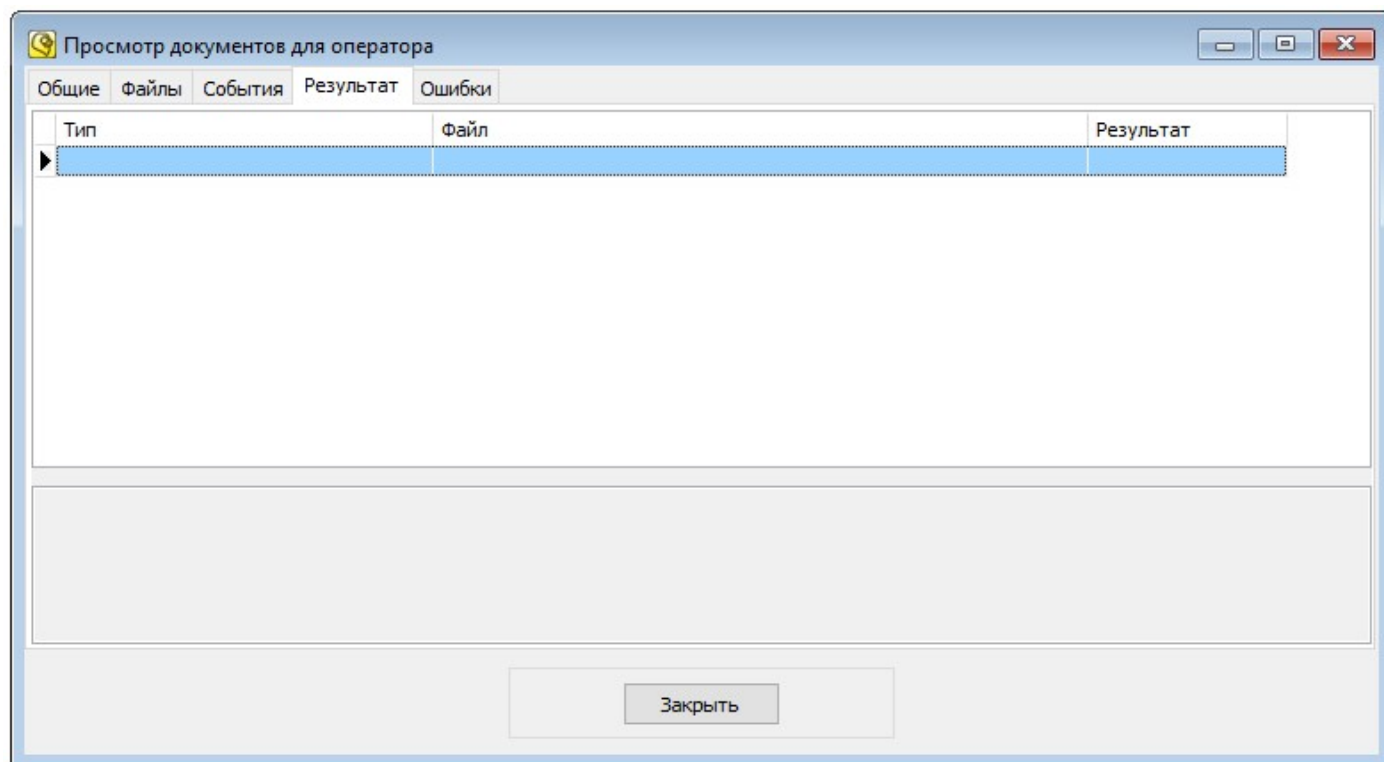 Просмотр документов для оператора
Общие Файлы События Результат Ошибки
Тип Файл Результат
Закрыть